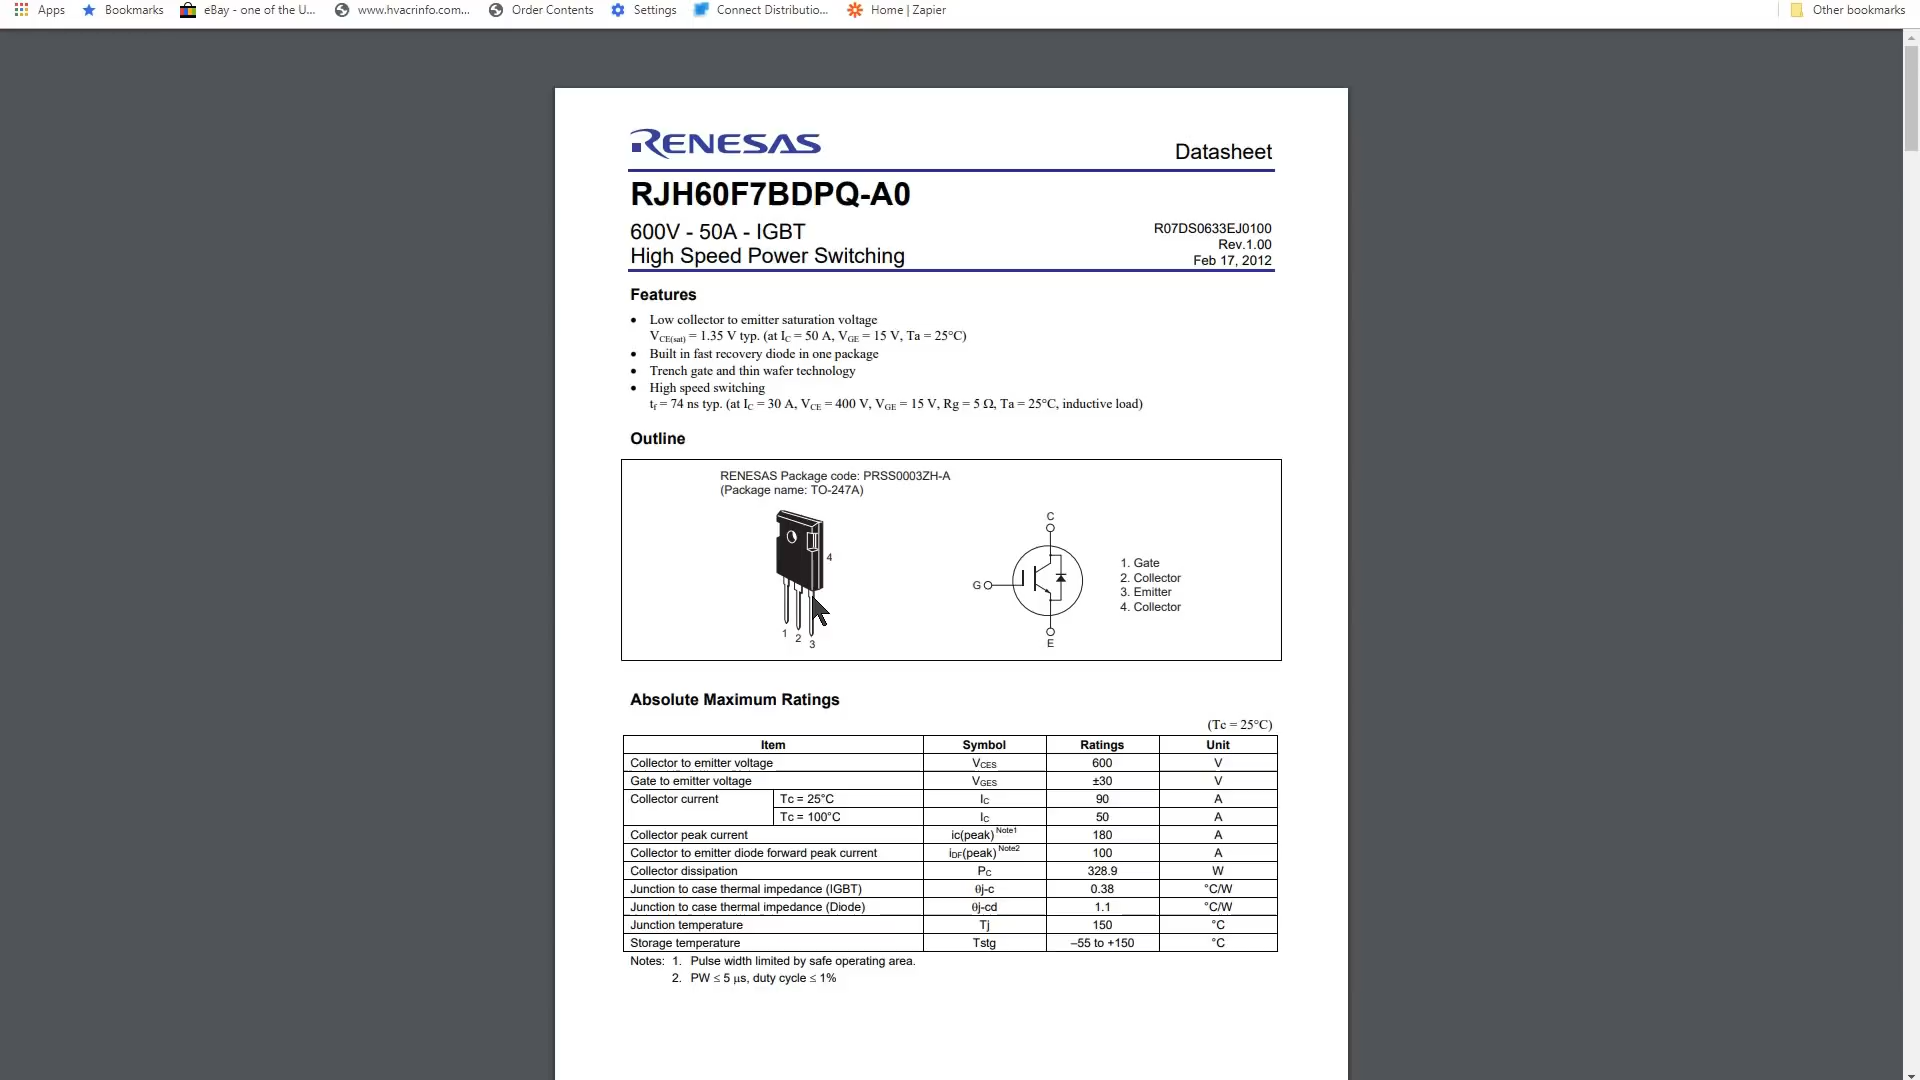 Apps Bookmarks eBay - one of the U... www.hvacrinfo.com... Order Contents Settings Connect Distributio... Home | Zapier Other bookmarks
RENESAS
Datasheet
RJH60F7BDPQ-A0
600V - 50A - IGBT
High Speed Power Switching
R07DS0633EJ0100
Rev.1.00
Feb 17, 2012
Features
• Low collector to emitter saturation voltage
VCE(sat) = 1.35 V typ. (at IC = 50 A, VGE = 15 V, Ta = 25°C)
• Built in fast recovery diode in one package
• Trench gate and thin wafer technology
• High speed switching
tf = 74 ns typ. (at IC = 30 A, VCE = 400 V, VGE = 15 V, Rg = 5 Ω, Ta = 25°C, inductive load)
Outline
RENESAS Package code: PRSS0003ZH-A
(Package name: TO-247A)
4
1
2
3
C
G
E
1. Gate
2. Collector
3. Emitter
4. Collector
Absolute Maximum Ratings
(Tc = 25°C)
Item Symbol Ratings Unit
Collector to emitter voltage VCES 600 V
Gate to emitter voltage VGES ±30 V
Collector current Tc = 25°C IC 90 A
Tc = 100°C IC 50 A
Collector peak current ic(peak) Note1 180 A
Collector to emitter diode forward peak current iDF(peak) Note2 100 A
Collector dissipation PC 328.9 W
Junction to case thermal impedance (IGBT) θj-c 0.38 °C/W
Junction to case thermal impedance (Diode) θj-cd 1.1 °C/W
Junction temperature Tj 150 °C
Storage temperature Tstg –55 to +150 °C
Notes: 1. Pulse width limited by safe operating area.
2. PW ≤ 5 μs, duty cycle ≤ 1%